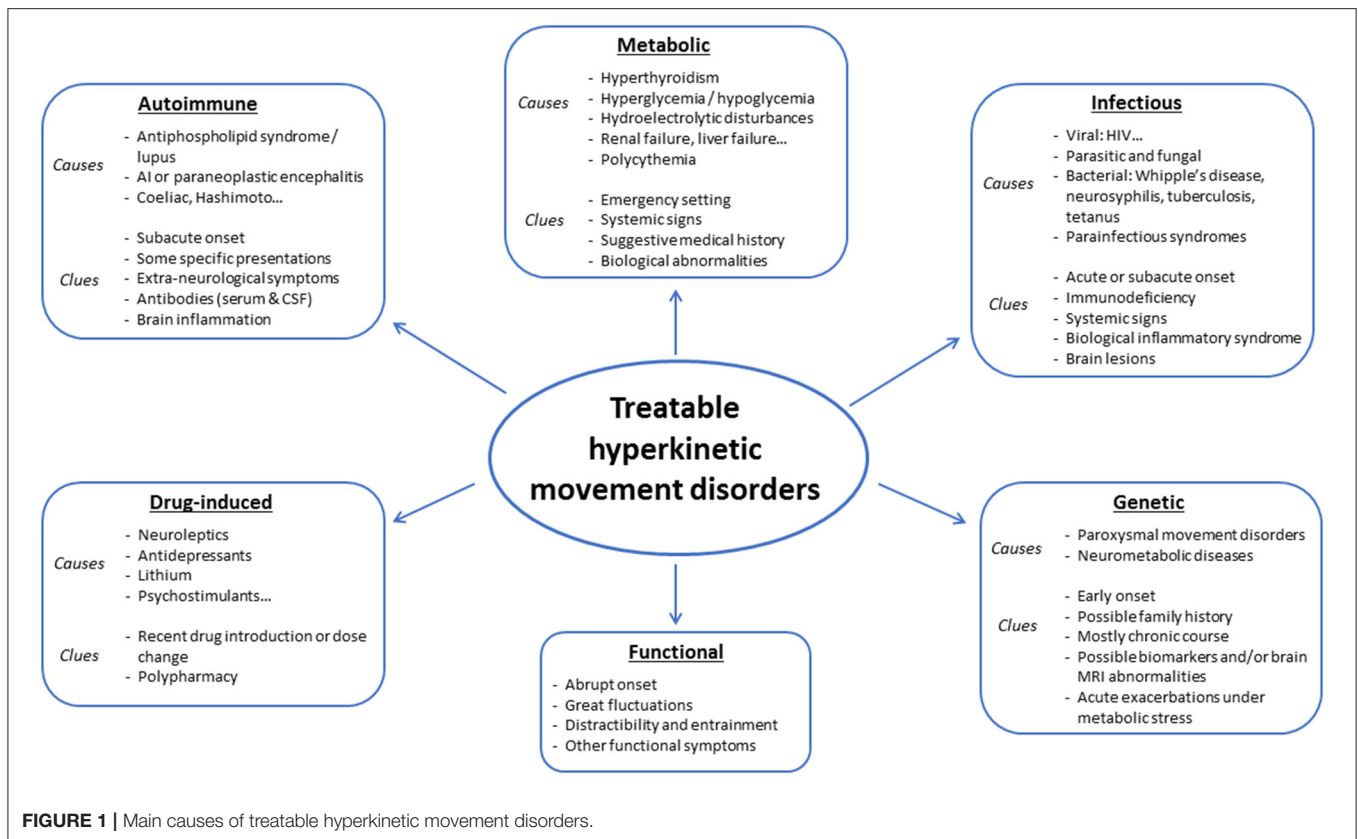 Metabolic
Causes
- Hyperthyroidism
- Hyperglycemia / hypoglycemia
- Hydroelectrolytic disturbances
- Renal failure, liver failure...
- Polycythemia
Clues
- Emergency setting
- Systemic signs
- Suggestive medical history
- Biological abnormalities
Autoimmune
Causes
- Antiphospholipid syndrome/
lupus
- AI or paraneoplastic encephalitis
- Coeliac, Hashimoto...
Clues
- Subacute onset
- Some specific presentations
- Extra-neurological symptoms
- Antibodies (serum & CSF)
- Brain inflammation
Infectious
Causes
- Viral: HIV...
- Parasitic and fungal
- Bacterial: Whipple's disease,
neurosyphilis, tuberculosis,
tetanus
- Parainfectious syndromes
Clues
- Acute or subacute onset
- Immunodeficiency
- Systemic signs
- Biological inflammatory syndrome
- Brain lesions
Treatable
hyperkinetic
movement disorders
Drug-induced
Causes
- Neuroleptics
- Antidepressants
- Lithium
- Psychostimulants...
Clues
- Recent drug introduction or dose
change
- Polypharmacy
Functional
- Abrupt onset
- Great fluctuations
- Distractibility and entrainment
- Other functional symptoms
Genetic
Causes
- Paroxysmal movement disorders
- Neurometabolic diseases
Clues
- Early onset
- Possible family history
- Mostly chronic course
- Possible biomarkers and/or brain
MRI abnormalities
- Acute exacerbations under
metabolic stress
FIGURE 1 | Main causes of treatable hyperkinetic movement disorders.